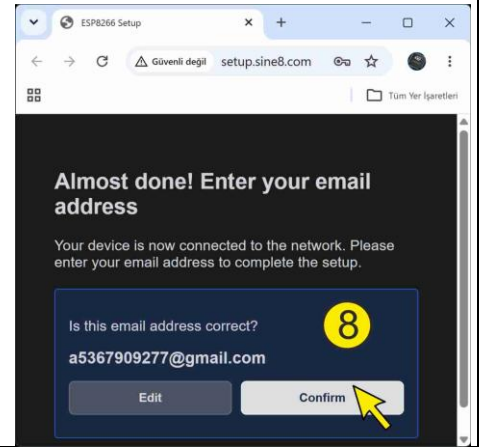 ESP8266 Setup
Güvenli değil setup.sine8.com
Tüm Yer İşaretleri
Almost done! Enter your email
address
Your device is now connected to the network. Please
enter your email address to complete the setup.
Is this email address correct?
8
a5367909277@gmail.com
Edit Confirm